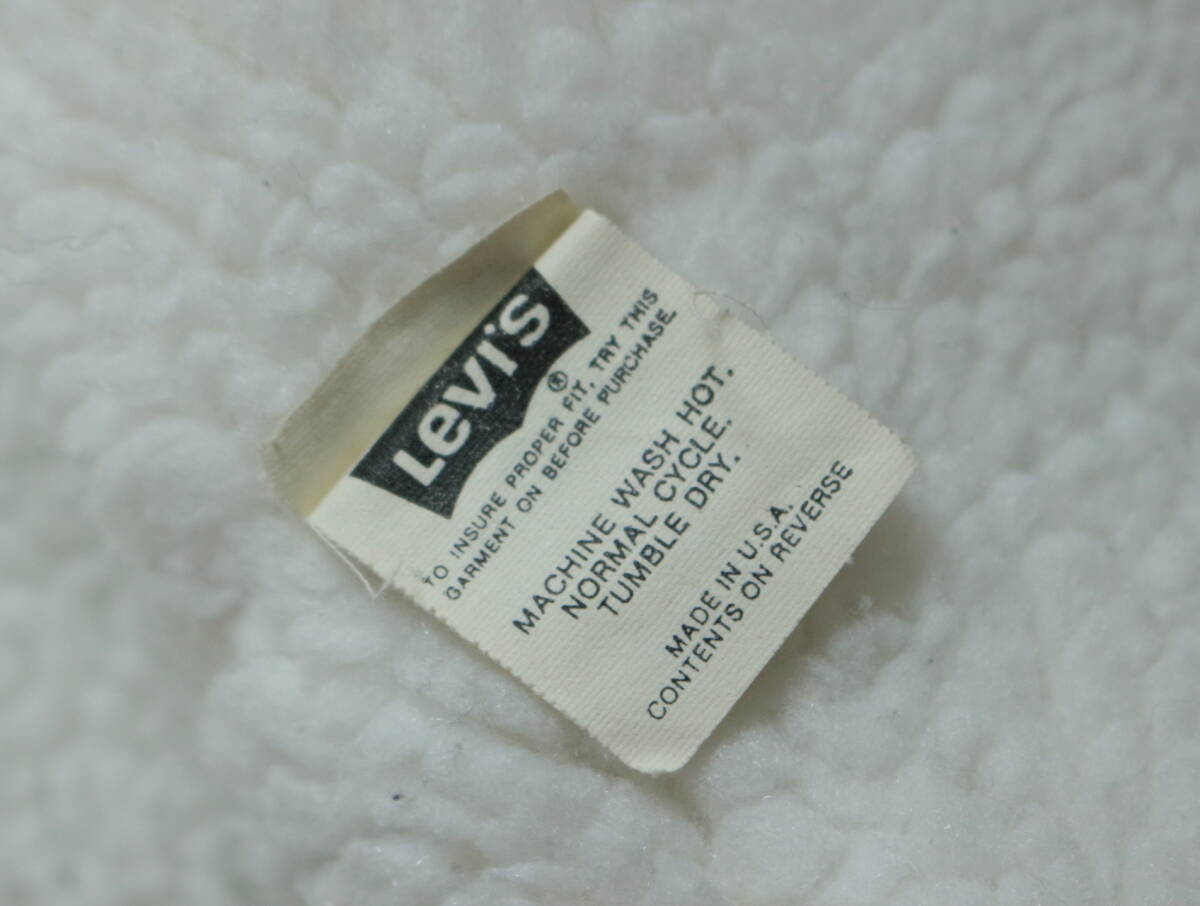 Levi's
®
TO INSURE PROPER FIT, TRY THIS
GARMENT ON BEFORE PURCHASE.
MACHINE WASH HOT.
NORMAL CYCLE.
TUMBLE DRY.
MADE IN U.S.A.
CONTENTS ON REVERSE